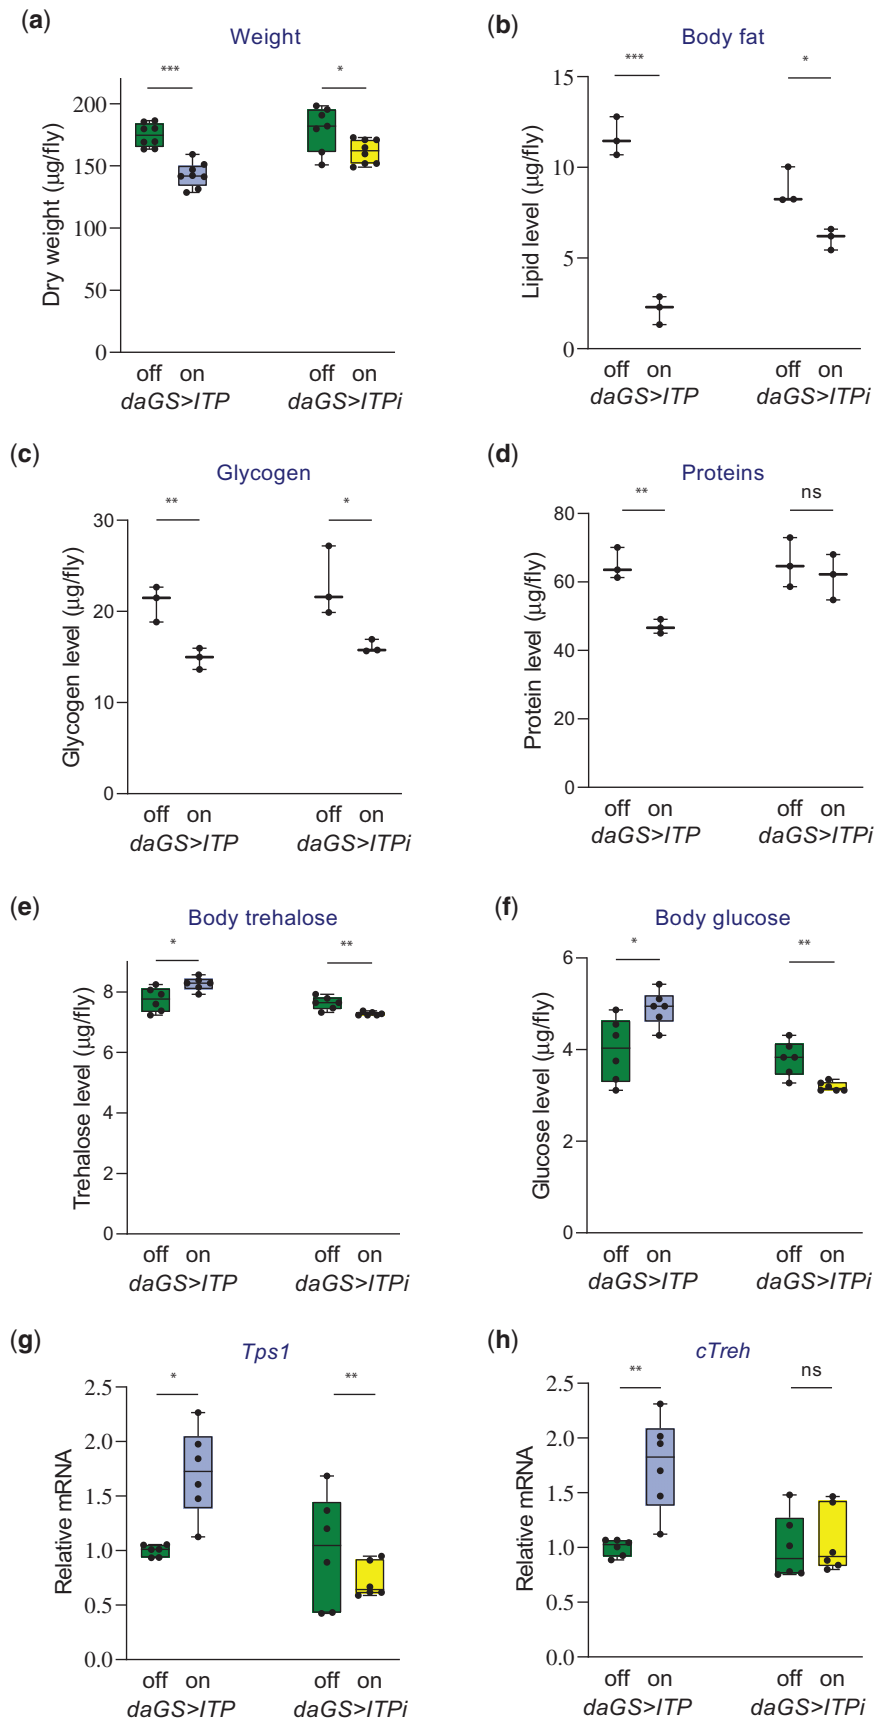 (a)
Weight
***
*
Dry weight (µg/fly)
200
150
100
50
0
off on
off on
daGS>ITP
daGS>ITPi
(b)
Body fat
***
*
Lipid level (µg/fly)
15
10
5
0
off on
off on
daGS>ITP
daGS>ITPi
(c)
Glycogen
**
*
Glycogen level (µg/fly)
30
20
10
0
off on
off on
daGS>ITP
daGS>ITPi
(d)
Proteins
**
ns
Protein level (µg/fly)
80
60
40
20
0
off on
off on
daGS>ITP
daGS>ITPi
(e)
Body trehalose
*
**
Trehalose level (µg/fly)
8
6
4
2
0
off on
off on
daGS>ITP
daGS>ITPi
(f)
Body glucose
*
**
Glucose level (µg/fly)
6
4
2
0
off on
off on
daGS>ITP
daGS>ITPi
(g)
Tps1
*
**
Relative mRNA
2.5
2.0
1.5
1.0
0.5
0.0
off on
off on
daGS>ITP
daGS>ITPi
(h)
cTreh
**
ns
Relative mRNA
2.5
2.0
1.5
1.0
0.5
0.0
off on
off on
daGS>ITP
daGS>ITPi